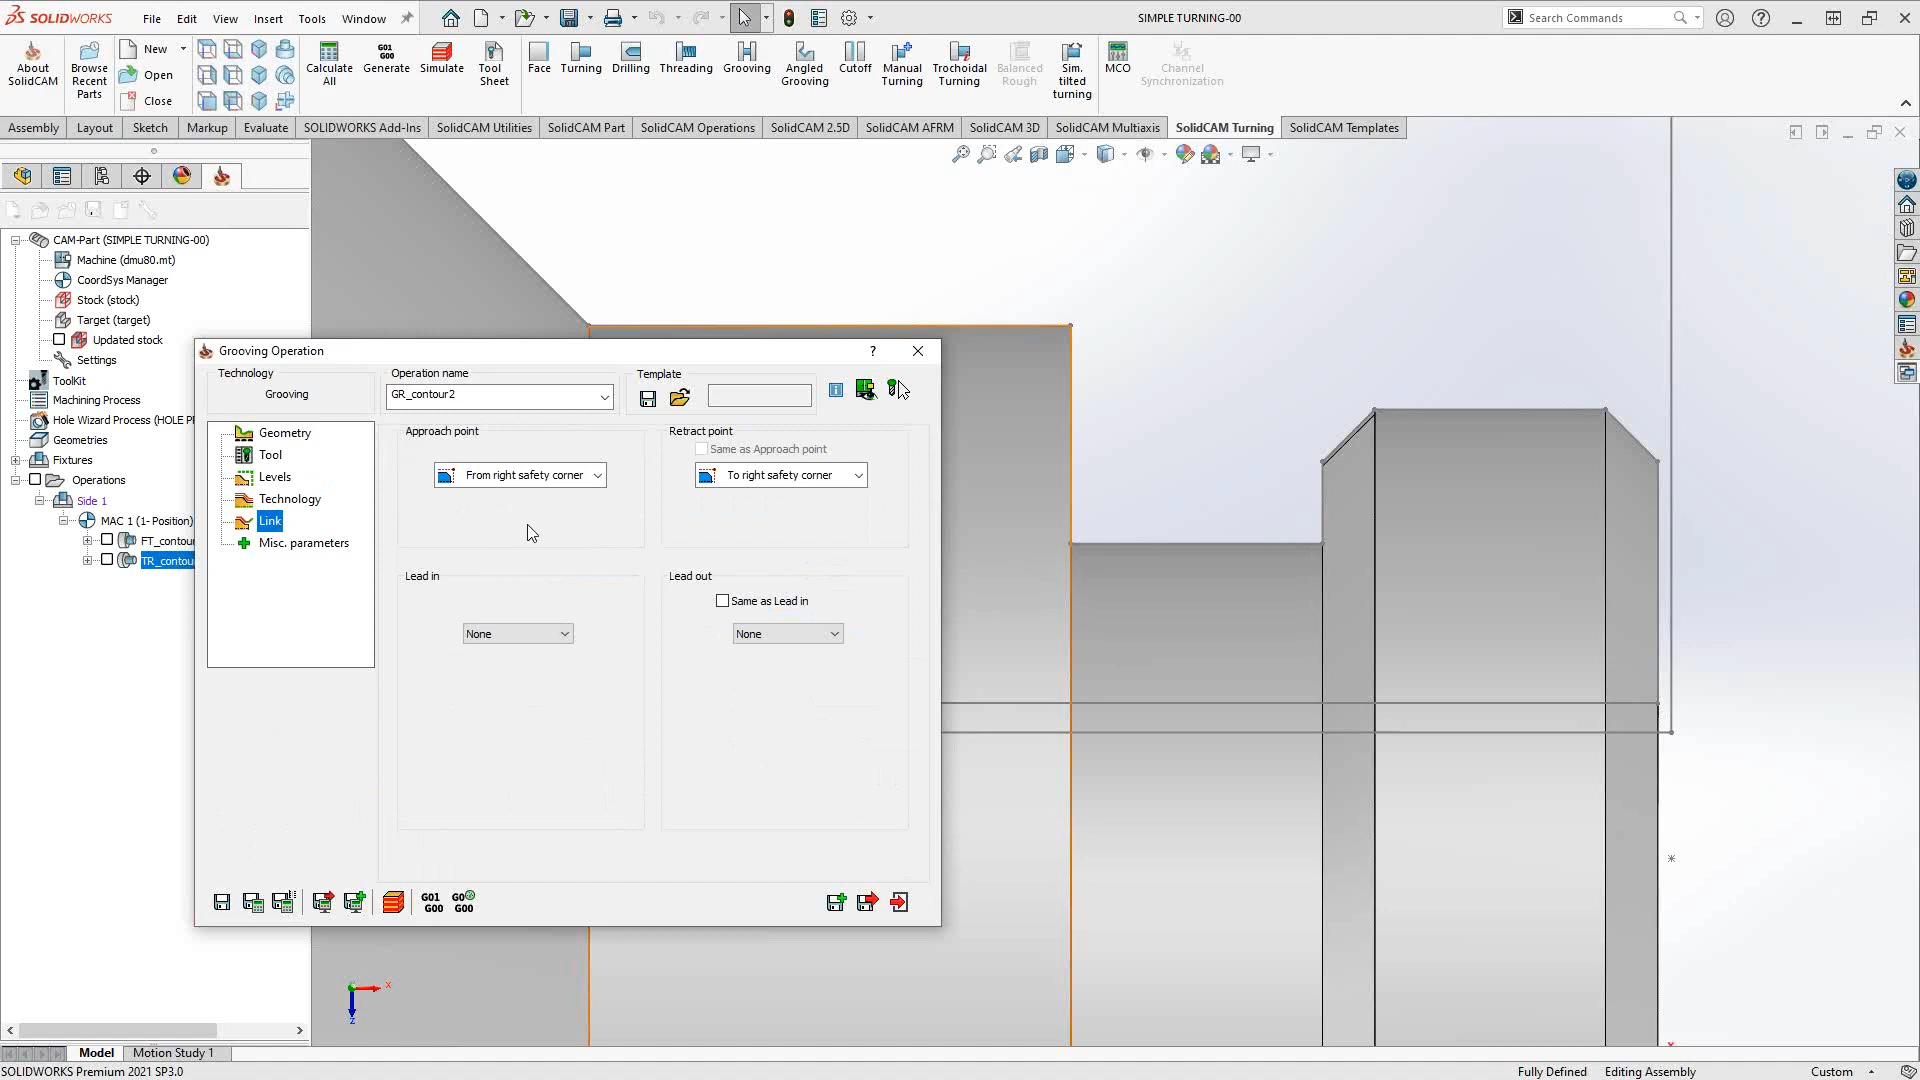 SOLIDWORKS
File Edit View Insert Tools Window
SIMPLE TURNING-00
Search Commands
About SolidCAM
Browse Recent Parts
New
Open
Close
Calculate All
G01 G00
Generate
Simulate
Tool Sheet
Face
Turning
Drilling
Threading
Grooving
Angled Grooving
Cutoff
Manual Turning
Trochoidal Turning
Balanced Rough
Sim. tilted turning
MCO
Channel Synchronization
Assembly Layout Sketch Markup Evaluate SOLIDWORKS Add-Ins SolidCAM Utilities SolidCAM Part SolidCAM Operations SolidCAM 2.5D SolidCAM AFRM SolidCAM 3D SolidCAM Multiaxis SolidCAM Turning SolidCAM Templates
CAM-Part (SIMPLE TURNING-00)
Machine (dmu80.mt)
CoordSys Manager
Stock (stock)
Target (target)
Updated stock
Settings
ToolKit
Machining Process
Hole Wizard Process (HOLE P
Geometries
Fixtures
Operations
Side 1
MAC 1 (1- Position)
FT_contou
TR_contou
Grooving Operation
?
Technology
Grooving
Operation name
GR_contour2
Template
Geometry
Tool
Levels
Technology
Link
Misc. parameters
Approach point
From right safety corner
Retract point
Same as Approach point
To right safety corner
Lead in
None
Lead out
Same as Lead in
None
G01 G00
G0 G00
x
z
Model Motion Study 1
SOLIDWORKS Premium 2021 SP3.0
Fully Defined
Editing Assembly
Custom